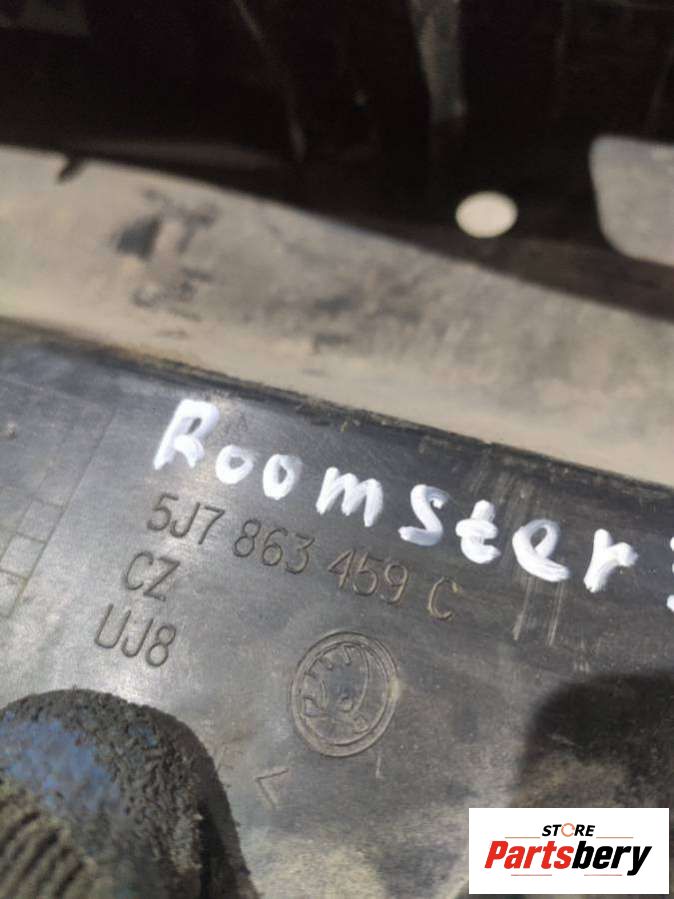 Roomster
5J7 863 459 C
CZ
UJ8
STORE
Partsbery